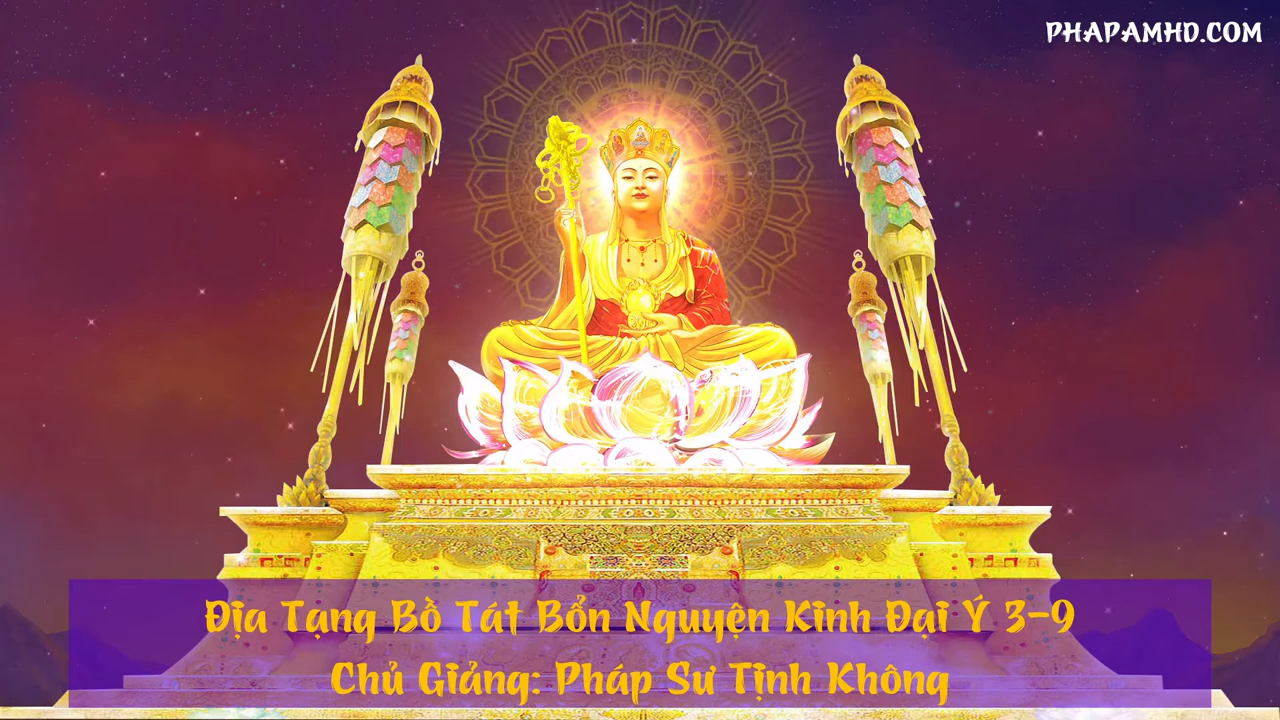 PHAPAMHD.COM
Địa Tạng Bồ Tát Bổn Nguyện Kinh Đại Ý 3-9
Chủ Giảng: Pháp Sư Tịnh Không